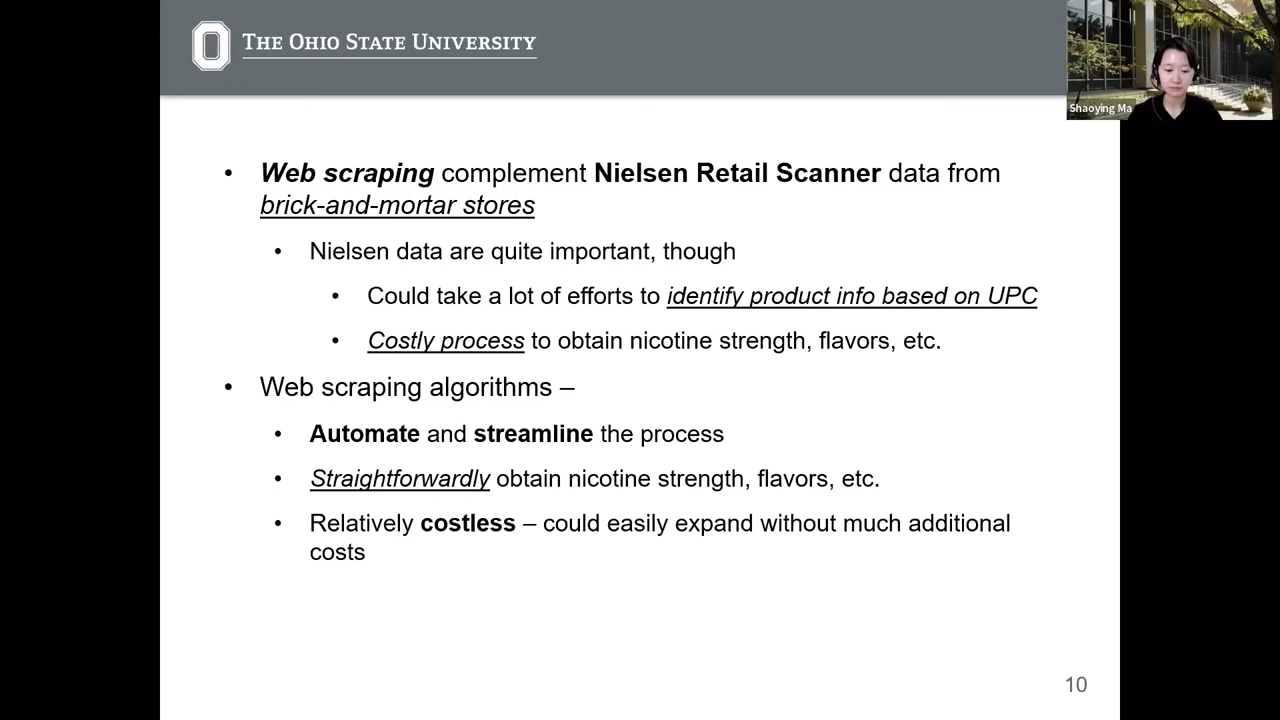 THE OHIO STATE UNIVERSITY
Shaoying Ma
• Web scraping complement Nielsen Retail Scanner data from
brick-and-mortar stores
• Nielsen data are quite important, though
• Could take a lot of efforts to identify product info based on UPC
• Costly process to obtain nicotine strength, flavors, etc.
• Web scraping algorithms –
• Automate and streamline the process
• Straightforwardly obtain nicotine strength, flavors, etc.
• Relatively costless – could easily expand without much additional
costs
10